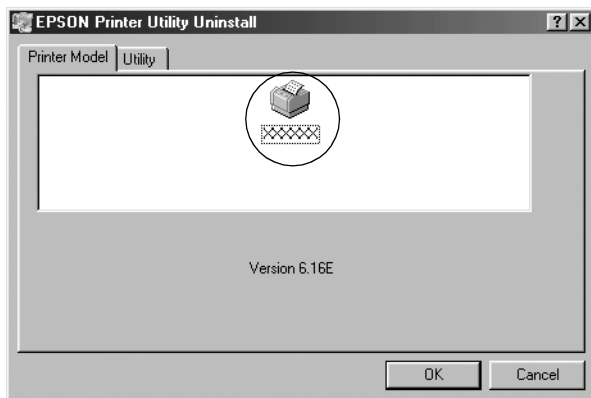 EPSON Printer Utility Uninstall
Printer Model
Utility
XXXXX
Version 6.16E
OK
Cancel